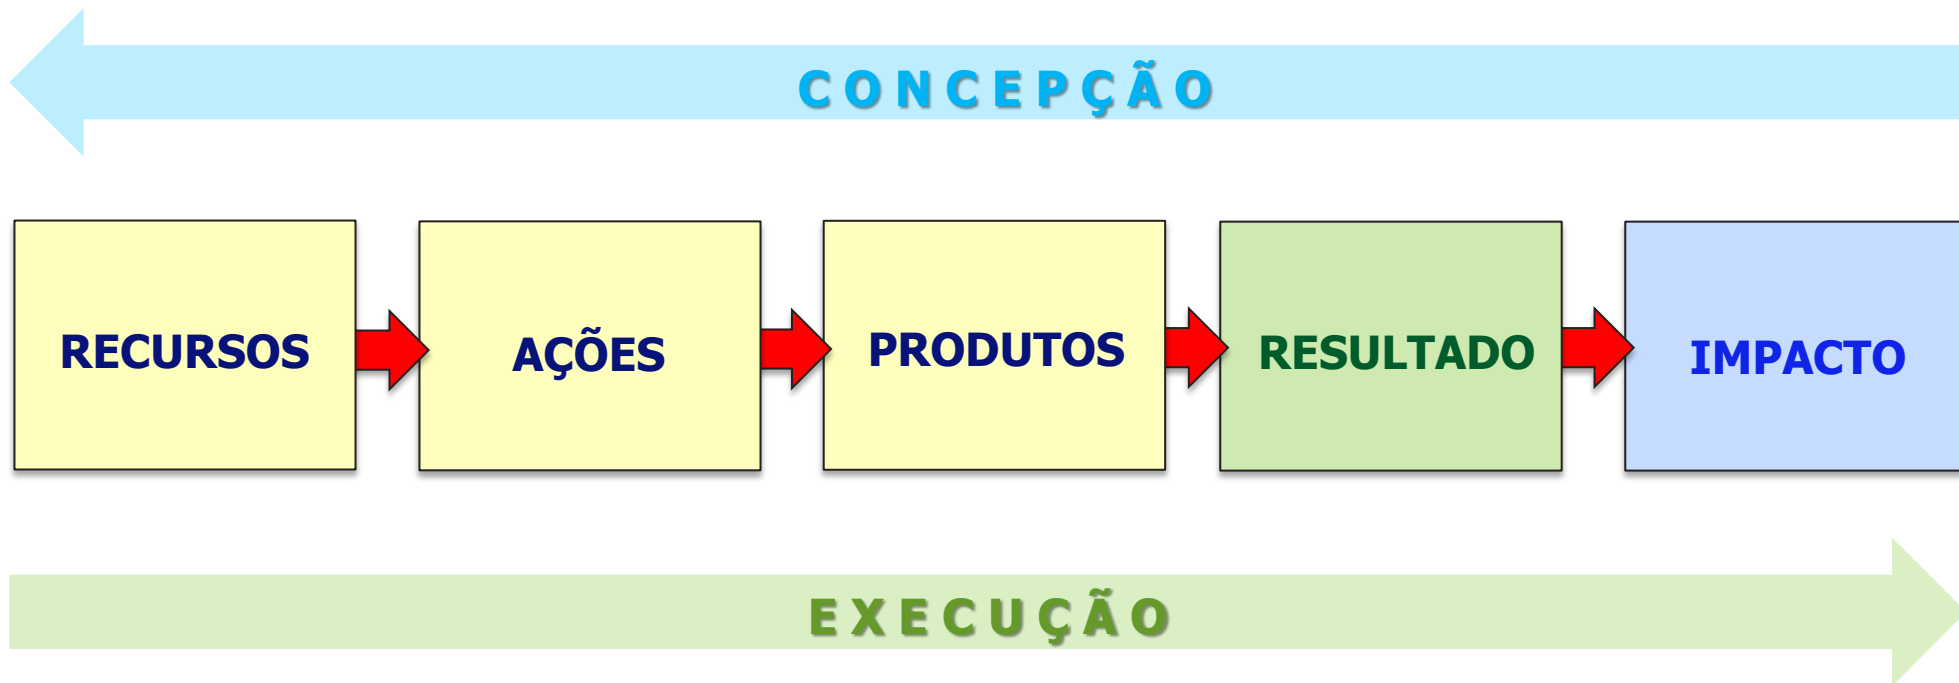 CONCEPÇÃO
RECURSOS
AÇÕES
PRODUTOS
RESULTADO
IMPACTO
EXECUÇÃO